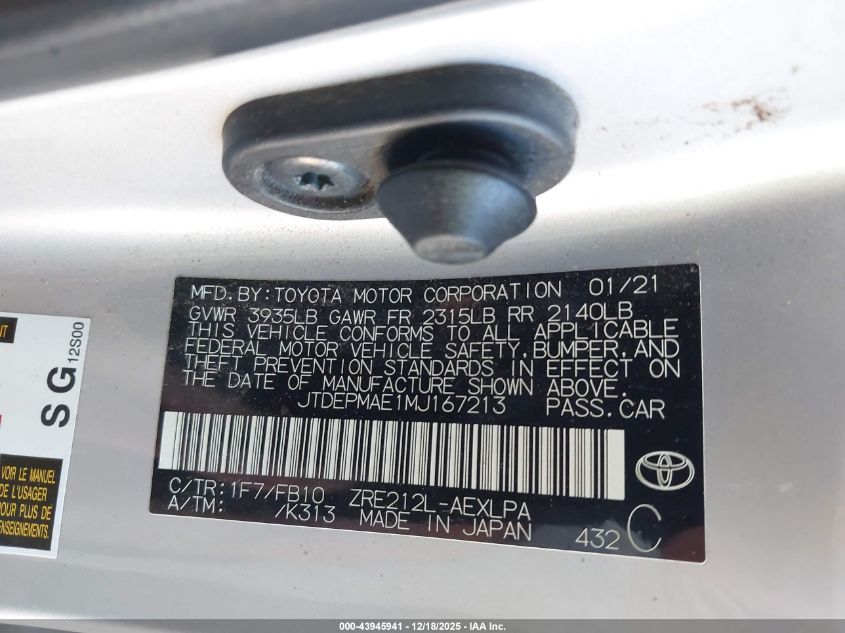 MFD. BY: TOYOTA MOTOR CORPORATION 01/21
GVWR 3935LB GAWR FR 2315LB RR 2140LB
THIS VEHICLE CONFORMS TO ALL APPLICABLE
FEDERAL MOTOR VEHICLE SAFETY, BUMPER, AND
THEFT PREVENTION STANDARDS IN EFFECT ON
THE DATE OF MANUFACTURE SHOWN ABOVE.
JTDEPMAE1MJ167213 PASS. CAR
C/TR: 1F7/FB10 ZRE212L-AEXLPA
A/TM: /K313 MADE IN JAPAN 432 C
SG 12S00
VOIR LE MANUEL
DE L'USAGER
POUR PLUS DE
RENSEIGNEMENTS.
000-43945941 - 12/18/2025 - IAA Inc.